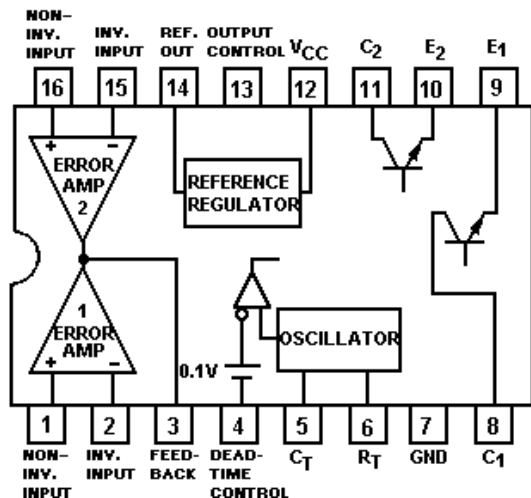 NON-
INV. INV. REF. OUTPUT
INPUT INPUT OUT CONTROL VCC C2 E2 E1
16 15 14 13 12 11 10 9
+ − + −
ERROR
AMP
2
REFERENCE
REGULATOR
1
ERROR
AMP
+ −
0.1V
OSCILLATOR
1 2 3 4 5 6 7 8
NON- INV. FEED- DEAD- CT RT GND C1
INV. INPUT BACK TIME
INPUT CONTROL